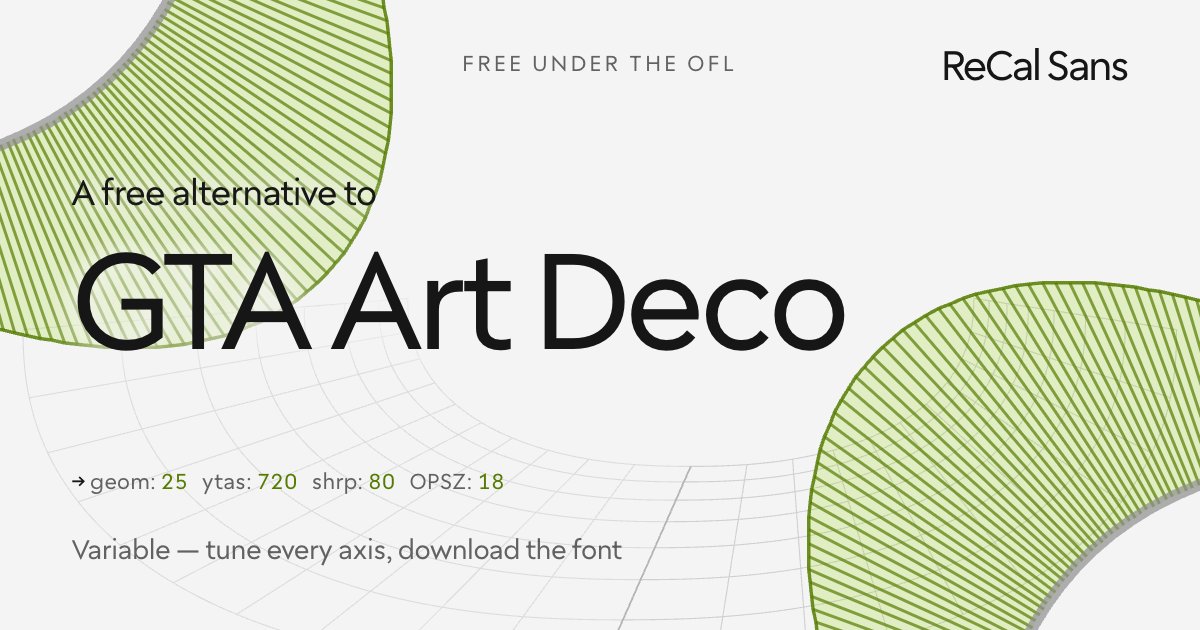 FREE UNDER THE OFL
ReCal Sans
A free alternative to
GTA Art Deco
→ geom: 25 ytas: 720 shrp: 80 OPSZ: 18
Variable — tune every axis, download the font